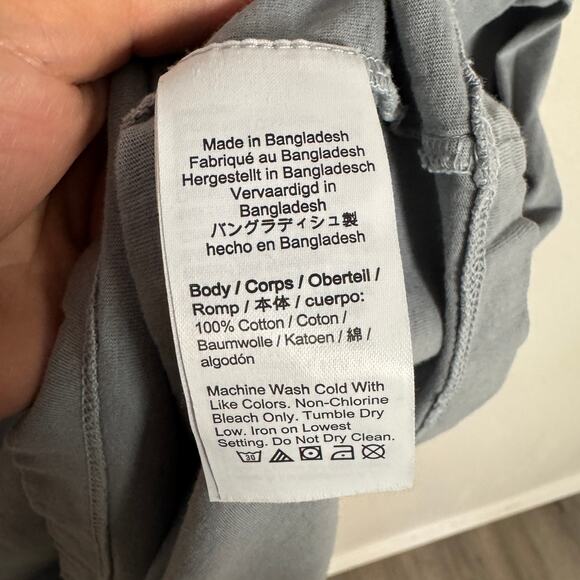 Made in Bangladesh
Fabriqué au Bangladesh
Hergestellt in Bangladesch
Vervaardigd in
Bangladesh
バングラディシュ製
hecho en Bangladesh
Body / Corps / Oberteil /
Romp / 本体 / cuerpo:
100% Cotton / Coton /
Baumwolle / Katoen / 綿 /
algodón
Machine Wash Cold With
Like Colors. Non-Chlorine
Bleach Only. Tumble Dry
Low. Iron on Lowest
Setting. Do Not Dry Clean.
30